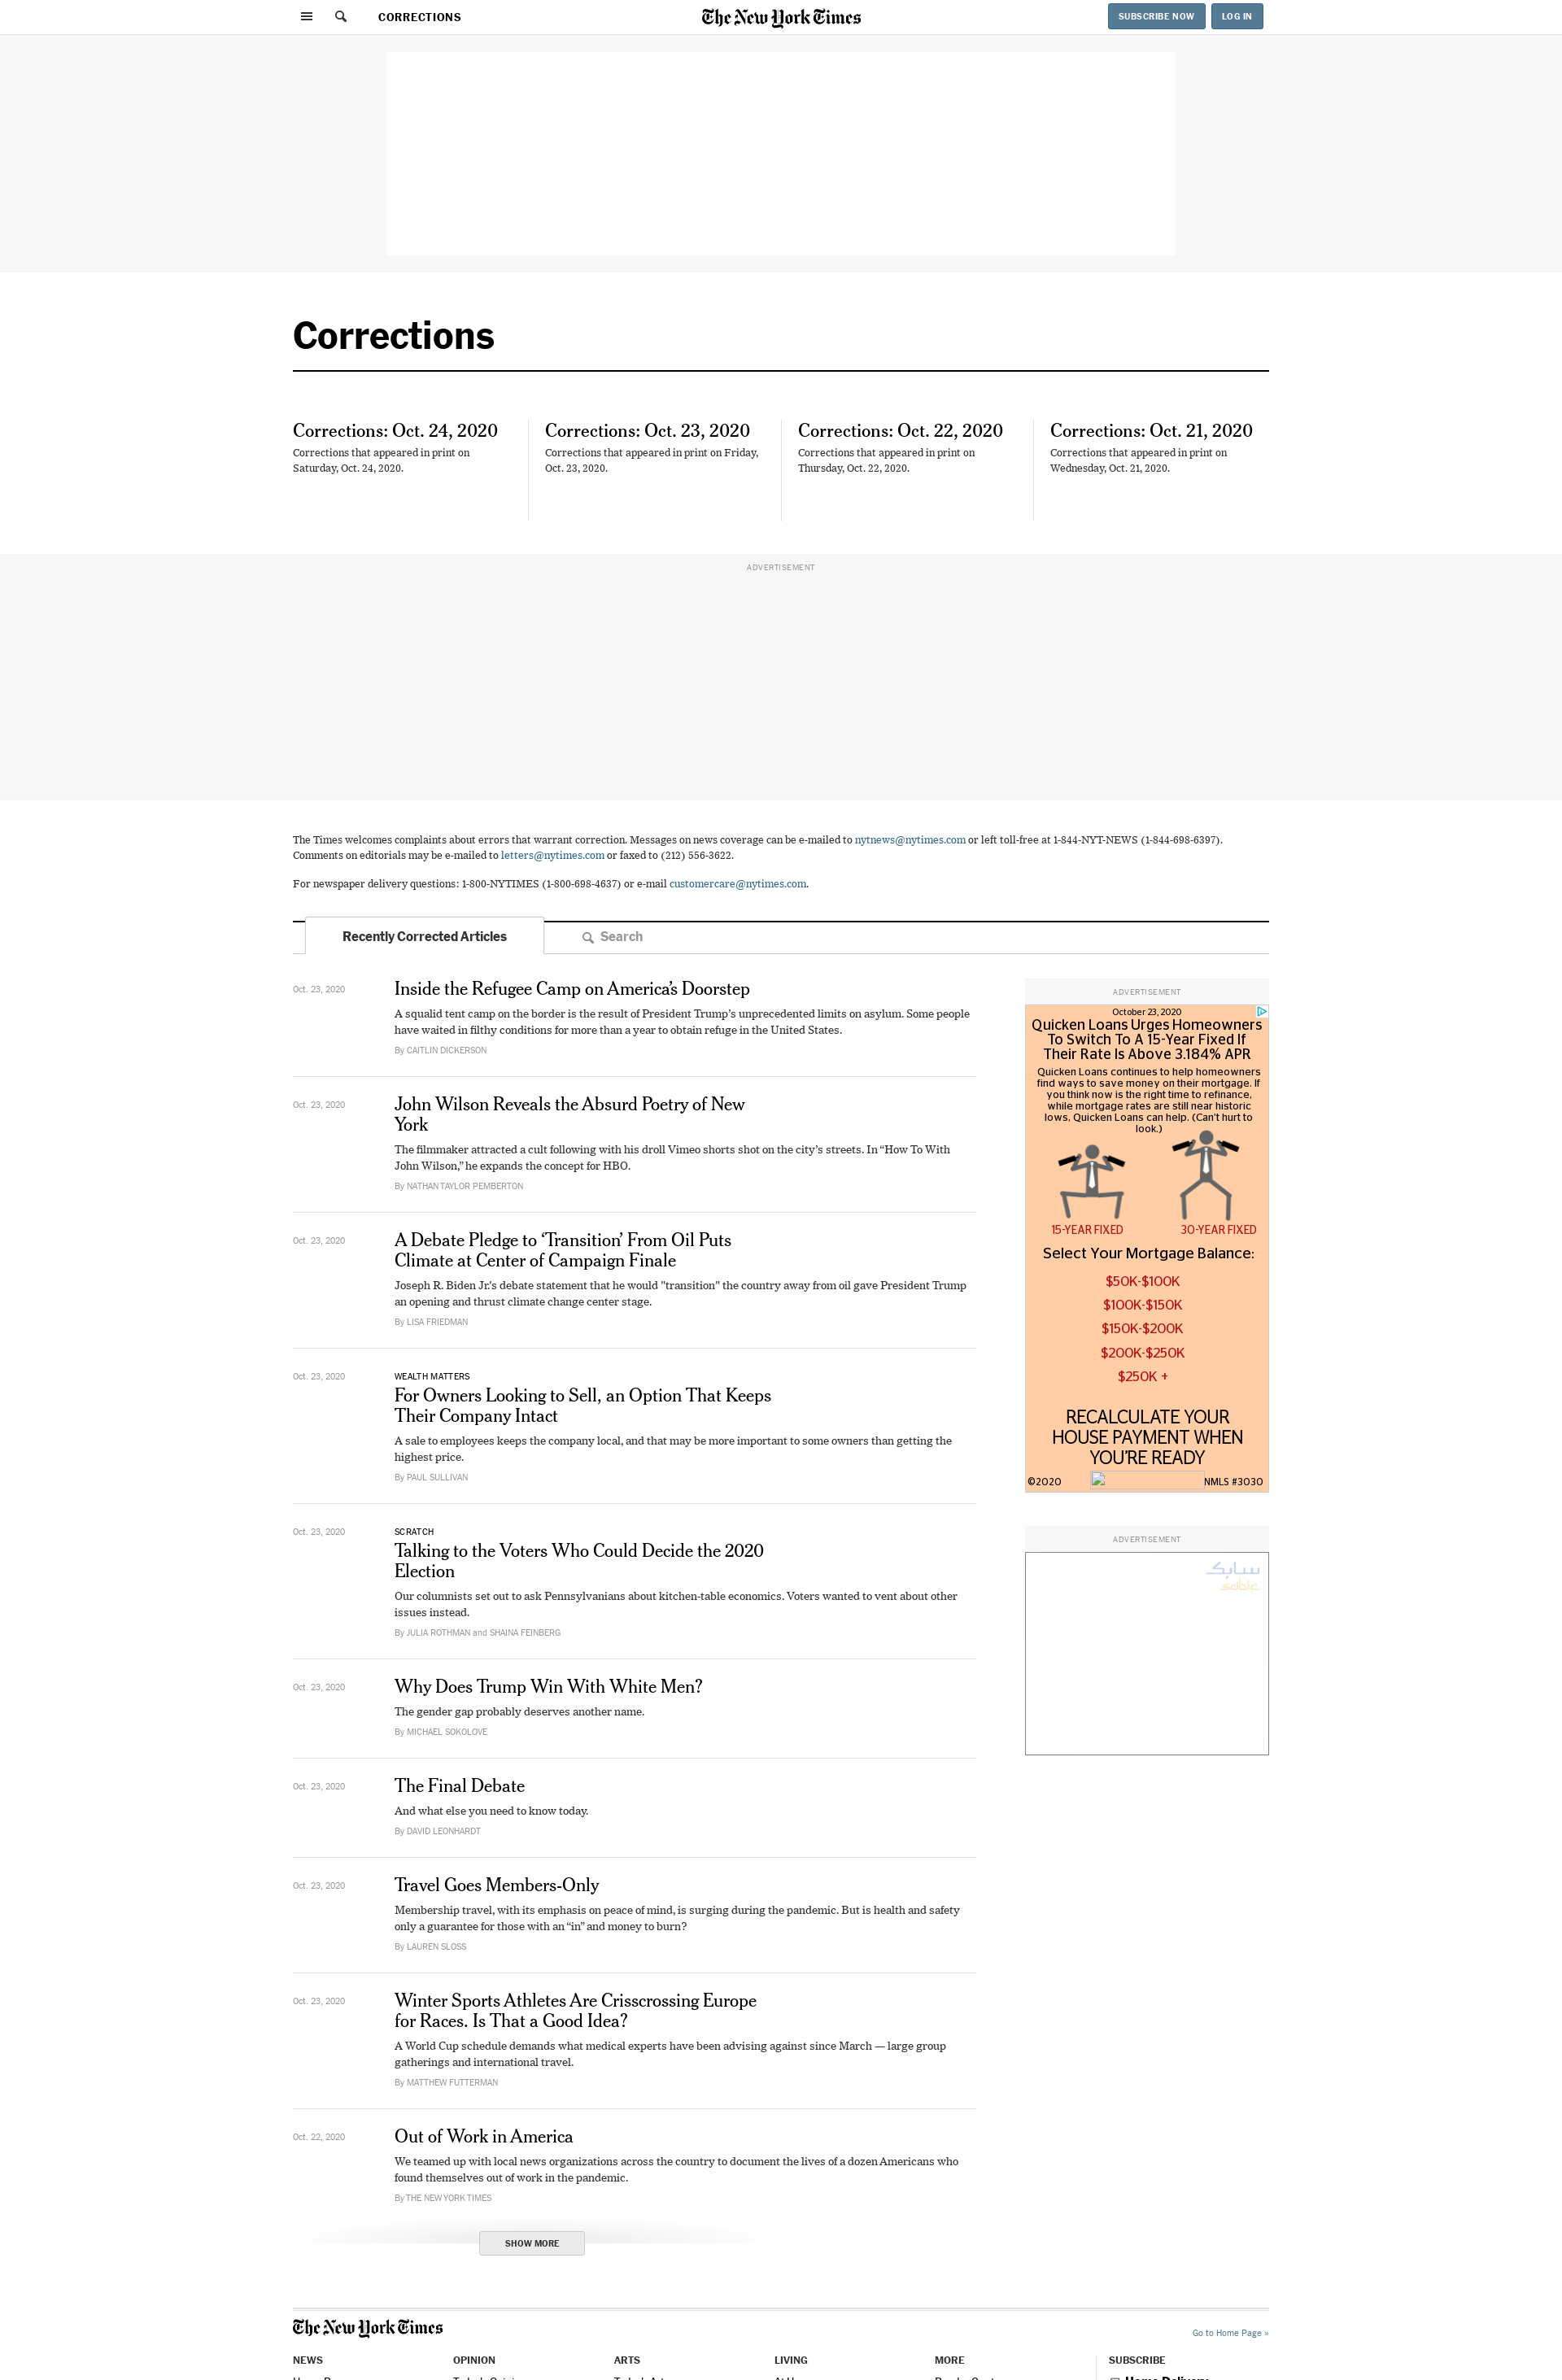 CORRECTIONS
The New York Times
SUBSCRIBE NOW
LOG IN
Corrections
Corrections: Oct. 24, 2020
Corrections that appeared in print on
Saturday, Oct. 24, 2020.
Corrections: Oct. 23, 2020
Corrections that appeared in print on Friday,
Oct. 23, 2020.
Corrections: Oct. 22, 2020
Corrections that appeared in print on
Thursday, Oct. 22, 2020.
Corrections: Oct. 21, 2020
Corrections that appeared in print on
Wednesday, Oct. 21, 2020.
ADVERTISEMENT
The Times welcomes complaints about errors that warrant correction. Messages on news coverage can be e-mailed to nytnews@nytimes.com or left toll-free at 1-844-NYT-NEWS (1-844-698-6397).
Comments on editorials may be e-mailed to letters@nytimes.com or faxed to (212) 556-3622.
For newspaper delivery questions: 1-800-NYTIMES (1-800-698-4637) or e-mail customercare@nytimes.com.
Recently Corrected Articles
Search
Oct. 23, 2020
Inside the Refugee Camp on America’s Doorstep
A squalid tent camp on the border is the result of President Trump’s unprecedented limits on asylum. Some people
have waited in filthy conditions for more than a year to obtain refuge in the United States.
By CAITLIN DICKERSON
Oct. 23, 2020
John Wilson Reveals the Absurd Poetry of New
York
The filmmaker attracted a cult following with his droll Vimeo shorts shot on the city’s streets. In “How To With
John Wilson,” he expands the concept for HBO.
By NATHAN TAYLOR PEMBERTON
Oct. 23, 2020
A Debate Pledge to ‘Transition’ From Oil Puts
Climate at Center of Campaign Finale
Joseph R. Biden Jr.’s debate statement that he would "transition" the country away from oil gave President Trump
an opening and thrust climate change center stage.
By LISA FRIEDMAN
Oct. 23, 2020
WEALTH MATTERS
For Owners Looking to Sell, an Option That Keeps
Their Company Intact
A sale to employees keeps the company local, and that may be more important to some owners than getting the
highest price.
By PAUL SULLIVAN
Oct. 23, 2020
SCRATCH
Talking to the Voters Who Could Decide the 2020
Election
Our columnists set out to ask Pennsylvanians about kitchen-table economics. Voters wanted to vent about other
issues instead.
By JULIA ROTHMAN and SHAINA FEINBERG
Oct. 23, 2020
Why Does Trump Win With White Men?
The gender gap probably deserves another name.
By MICHAEL SOKOLOVE
Oct. 23, 2020
The Final Debate
And what else you need to know today.
By DAVID LEONHARDT
Oct. 23, 2020
Travel Goes Members-Only
Membership travel, with its emphasis on peace of mind, is surging during the pandemic. But is health and safety
only a guarantee for those with an “in” and money to burn?
By LAUREN SLOSS
Oct. 23, 2020
Winter Sports Athletes Are Crisscrossing Europe
for Races. Is That a Good Idea?
A World Cup schedule demands what medical experts have been advising against since March — large group
gatherings and international travel.
By MATTHEW FUTTERMAN
Oct. 22, 2020
Out of Work in America
We teamed up with local news organizations across the country to document the lives of a dozen Americans who
found themselves out of work in the pandemic.
By THE NEW YORK TIMES
SHOW MORE
ADVERTISEMENT
October 23, 2020
Quicken Loans Urges Homeowners
To Switch To A 15-Year Fixed If
Their Rate Is Above 3.184% APR
Quicken Loans continues to help homeowners
find ways to save money on their mortgage. If
you think now is the right time to refinance,
while mortgage rates are still near historic
lows, Quicken Loans can help. (Can't hurt to
look.)
15-YEAR FIXED
30-YEAR FIXED
Select Your Mortgage Balance:
$50K-$100K
$100K-$150K
$150K-$200K
$200K-$250K
$250K +
RECALCULATE YOUR
HOUSE PAYMENT WHEN
YOU'RE READY
©2020
NMLS #3030
ADVERTISEMENT
سابك
sabic
The New York Times
Go to Home Page »
NEWS
OPINION
ARTS
LIVING
MORE
SUBSCRIBE
Home Delivery